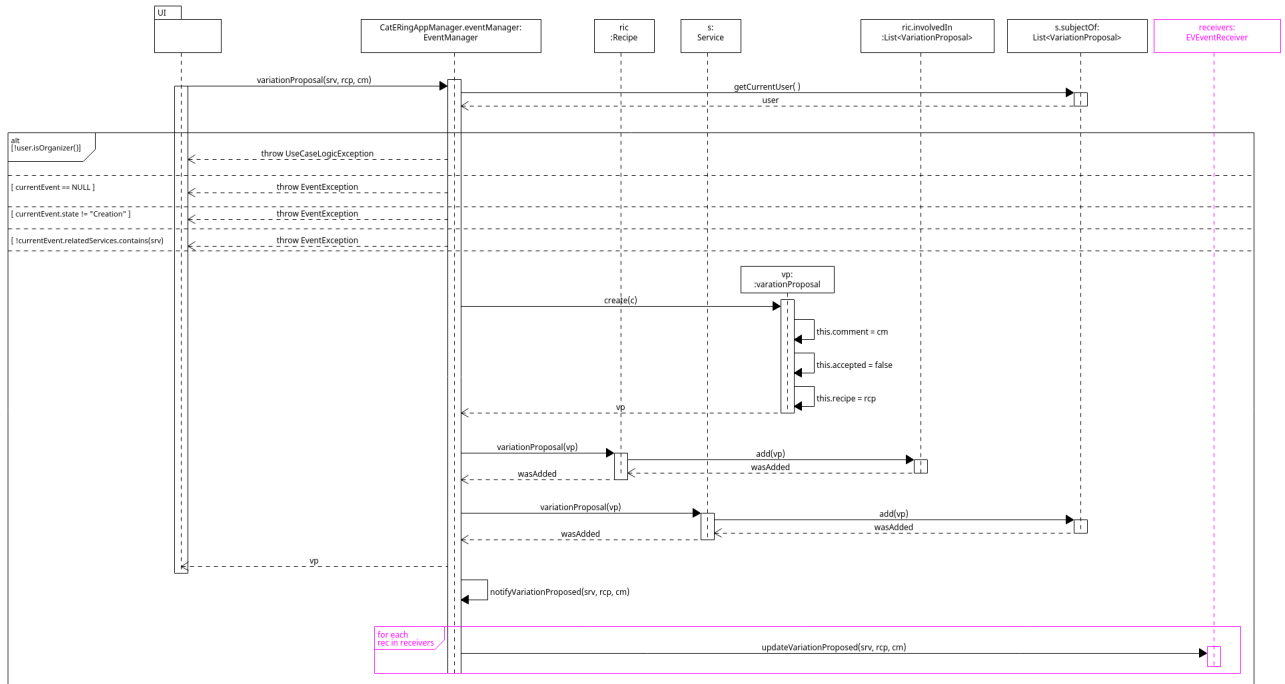 UI
CatERingAppManager.eventManager:
EventManager
ric
:Recipe
s:
Service
ric.involvedIn
:List<VariationProposal>
s.subjectOf:
List<VariationProposal>
receivers:
EVEventReceiver
variationProposal(srv, rcp, cm)
getCurrentUser( )
user
alt
[!user.isOrganizer()]
throw UseCaseLogicException
[ currentEvent == NULL ]
throw EventException
[ currentEvent.state != "Creation" ]
throw EventException
[ !currentEvent.relatedServices.contains(srv)
throw EventException
vp:
:varationProposal
create(c)
this.comment = cm
this.accepted = false
this.recipe = rcp
vp
variationProposal(vp)
add(vp)
wasAdded
wasAdded
variationProposal(vp)
add(vp)
wasAdded
wasAdded
vp
notifyVariationProposed(srv, rcp, cm)
for each
rec in receivers
updateVariationProposed(srv, rcp, cm)